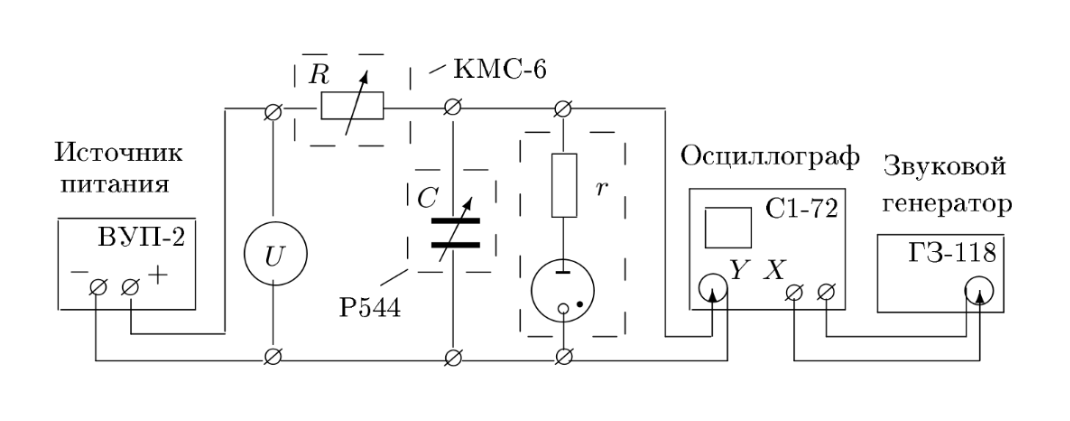 R
КМС-6
Источник
питания
ВУП-2
− +
U
C
Р544
r
Осциллограф
С1-72
Y X
Звуковой
генератор
ГЗ-118